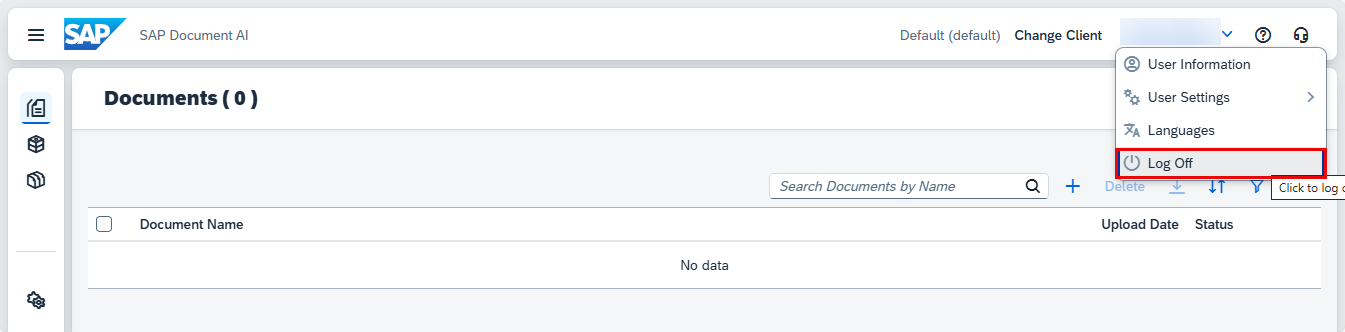 SAP SAP Document AI Default (default) Change Client
User Information
Documents ( 0 )
User Settings
Languages
Log Off
Search Documents by Name Delete
Click to log
Document Name Upload Date Status
No data